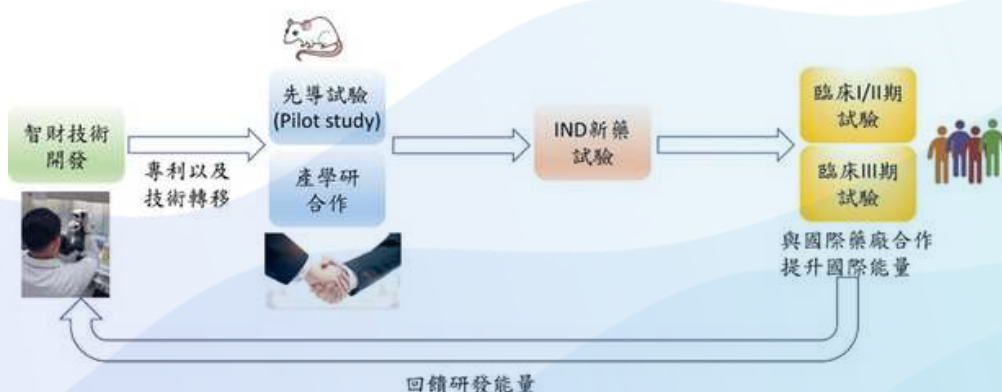 智財技術
開發
專利以及
技術轉移
先導試驗
(Pilot study)
產學研
合作
IND新藥
試驗
臨床I/II期
試驗
臨床III期
試驗
與國際藥廠合作
提升國際能量
回饋研發能量